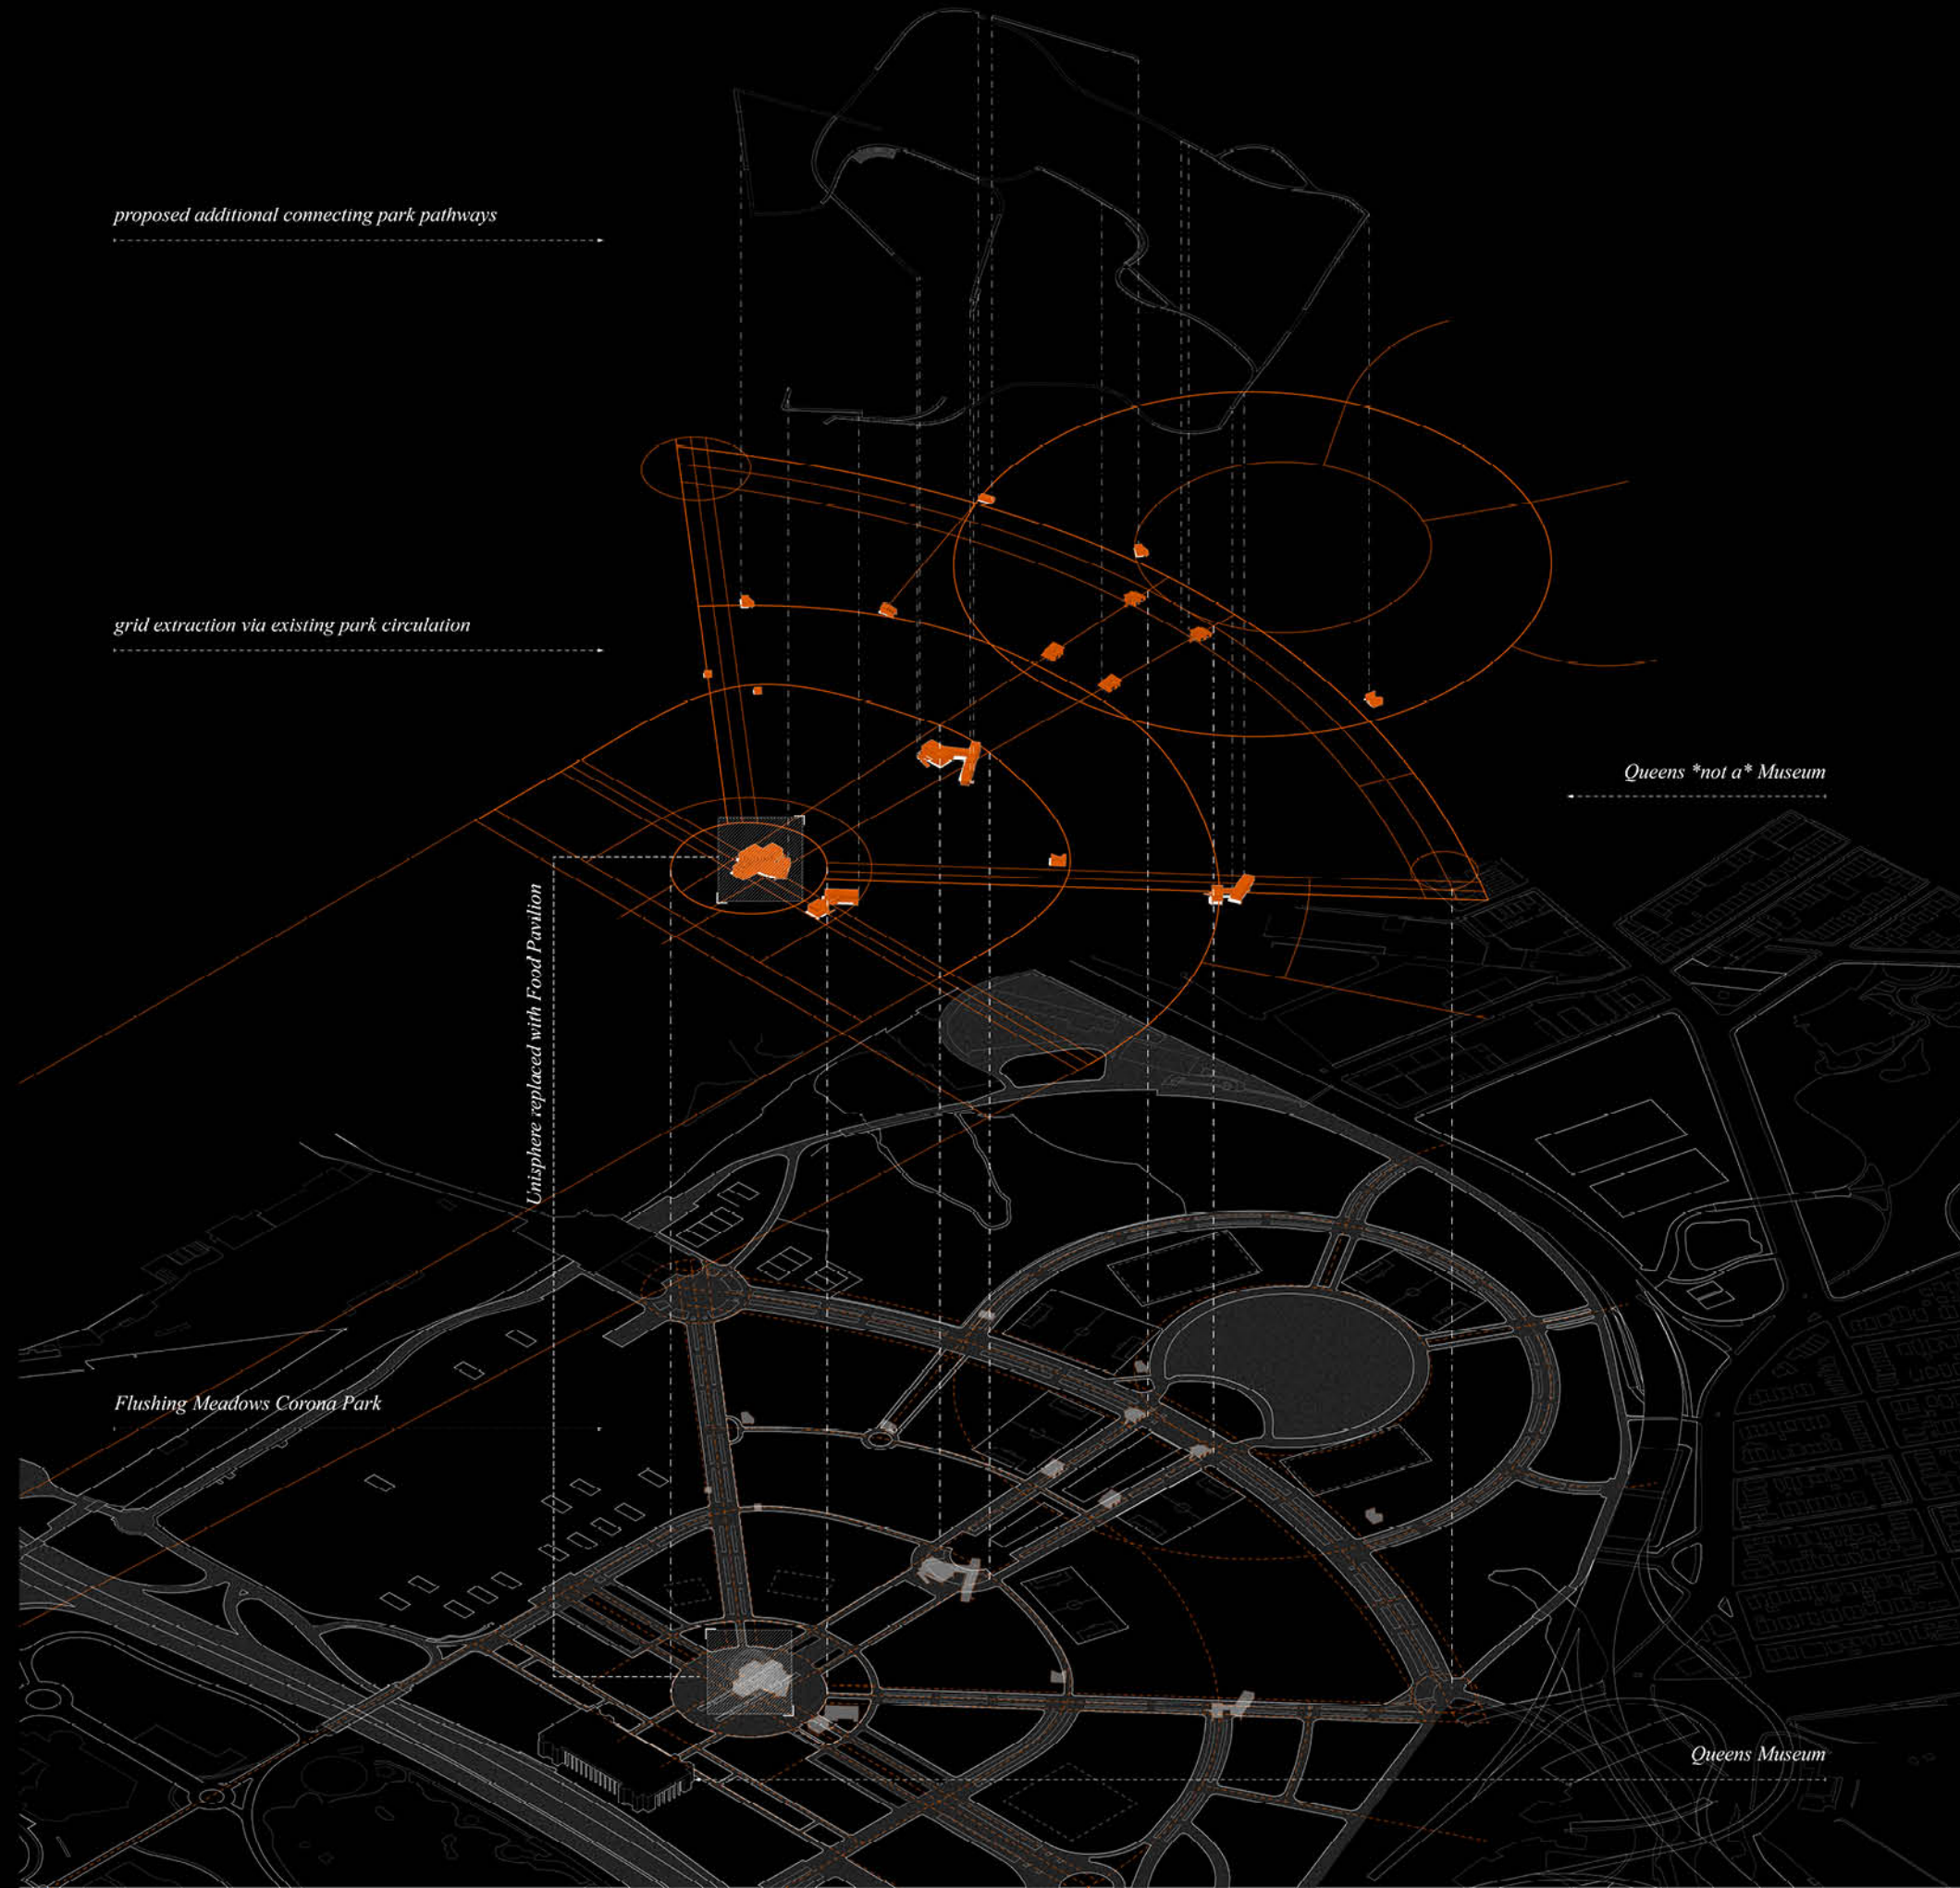 proposed additional connecting park pathways
grid extraction via existing park circulation
Queens *not a* Museum
Unisphere replaced with Food Pavilion
Flushing Meadows Corona Park
Queens Museum